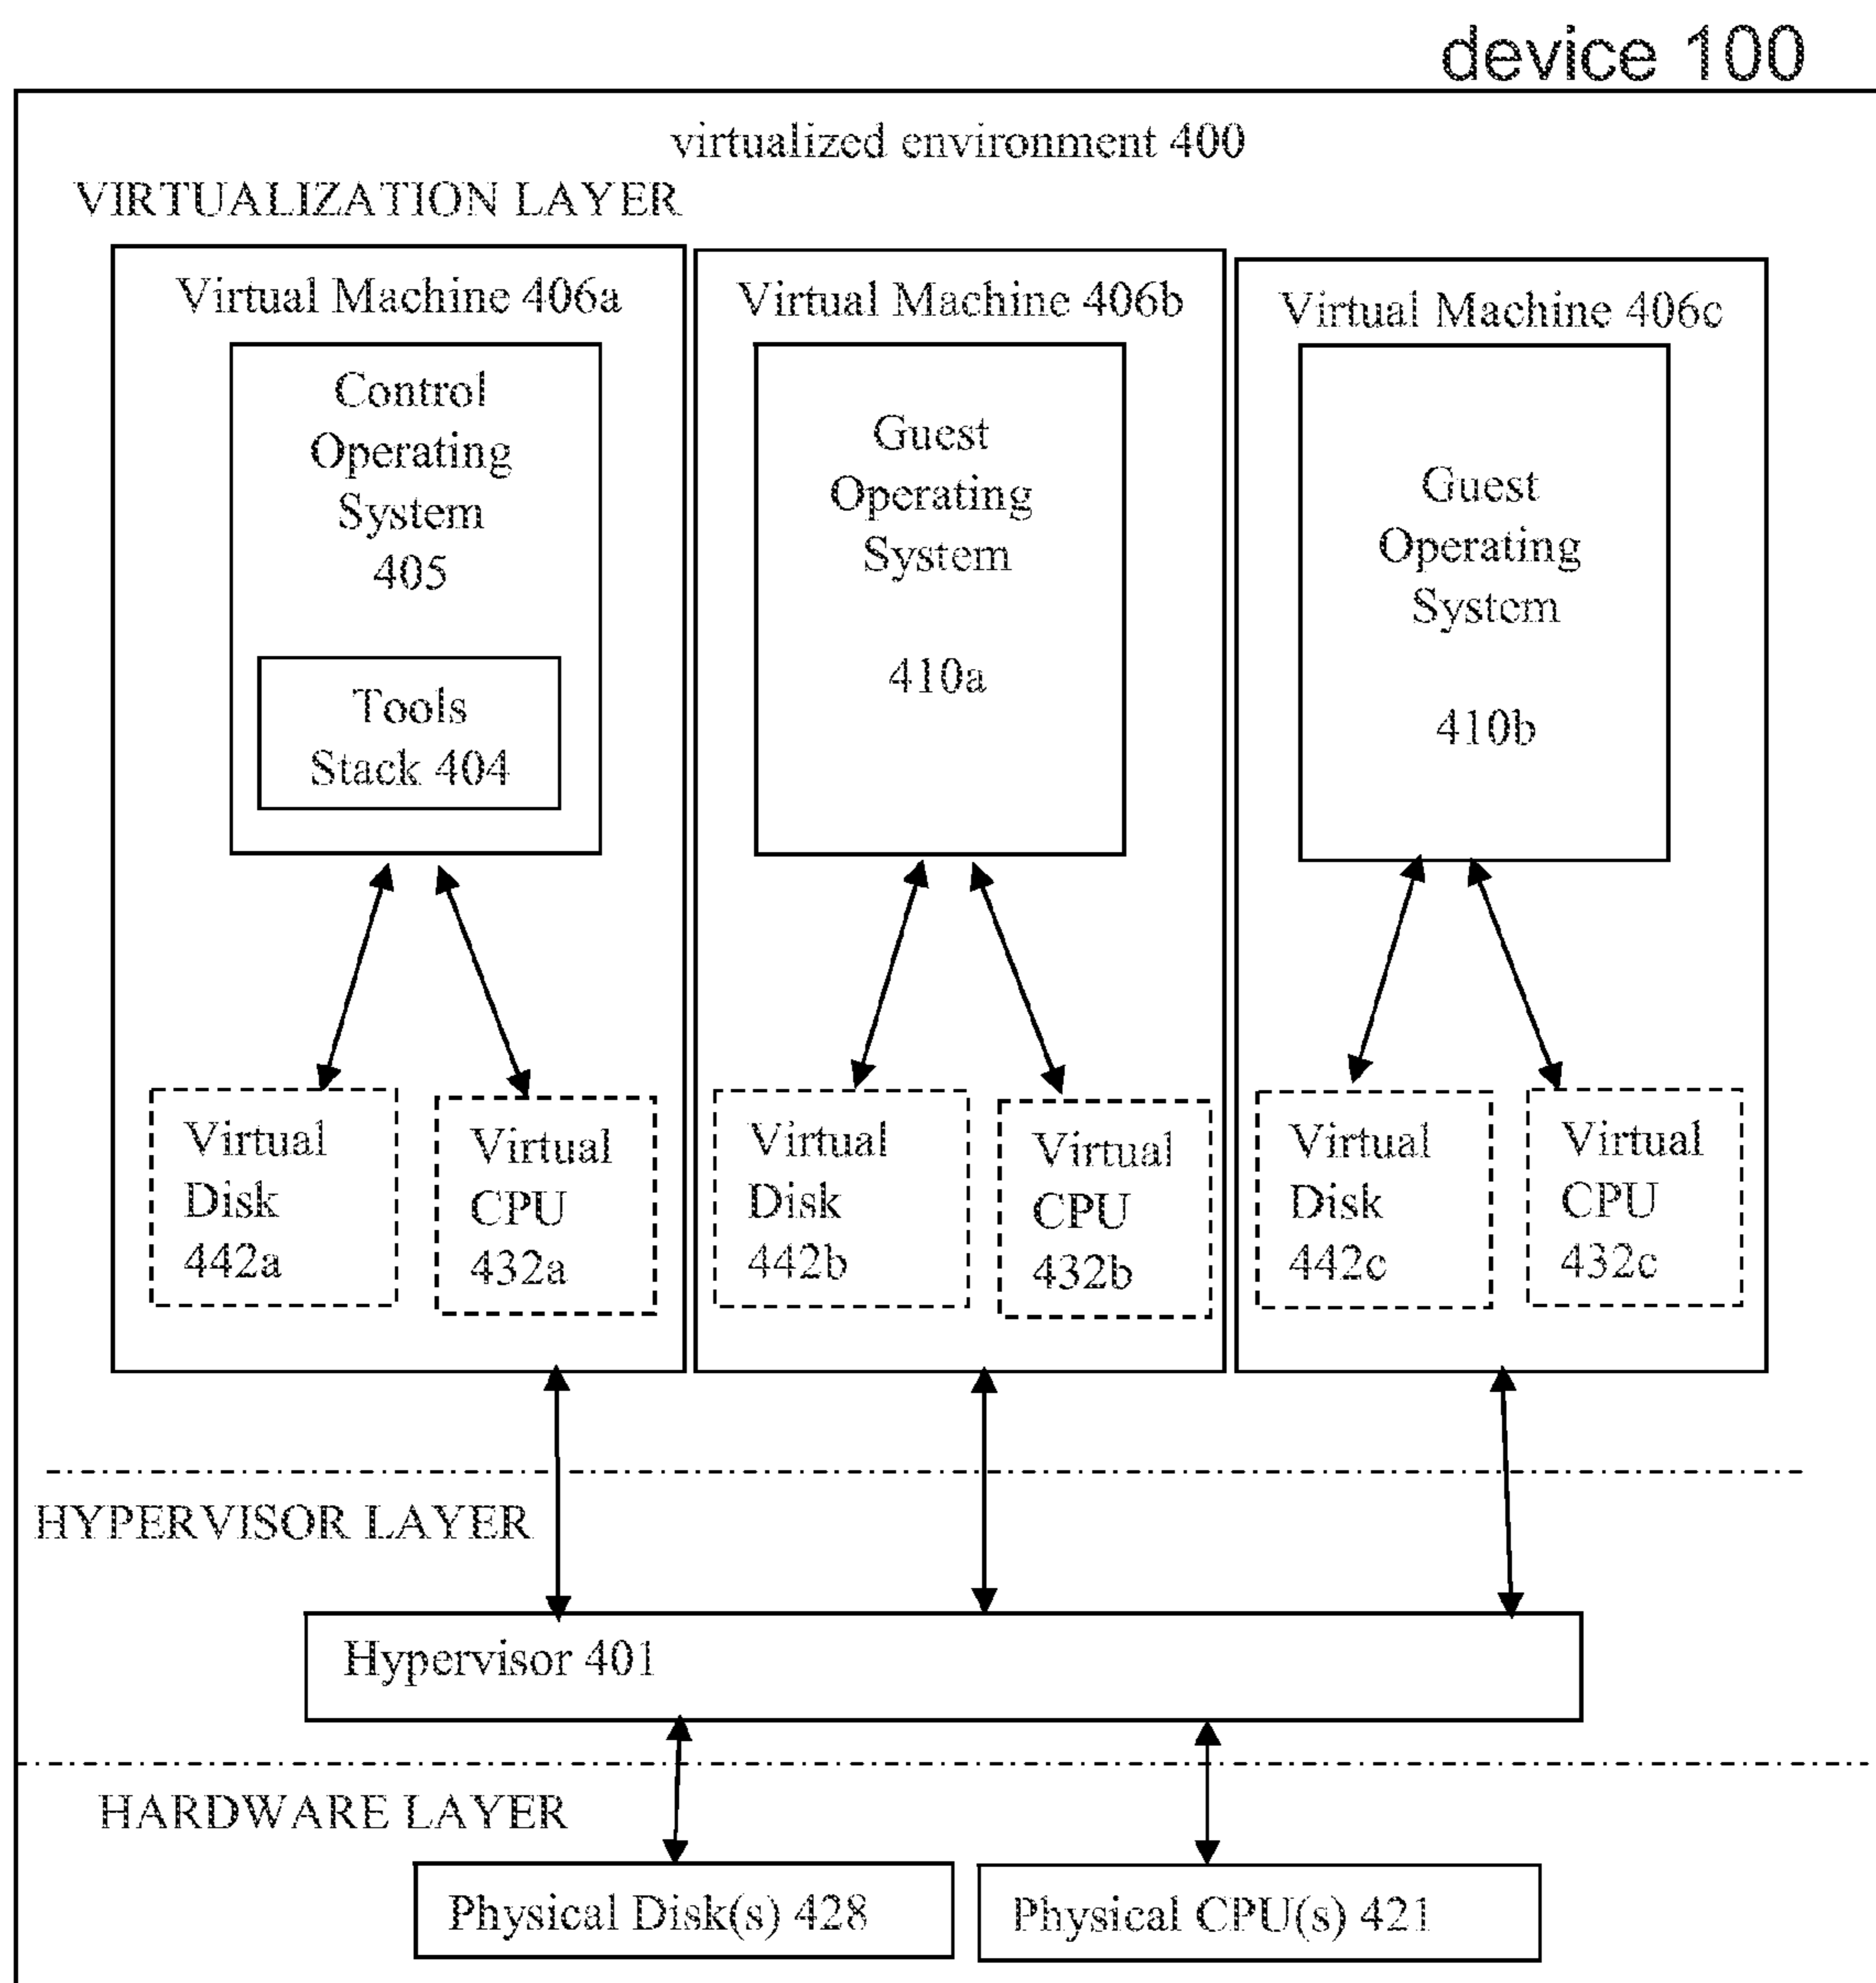 device 100
virtualized environment 400
VIRTUALIZATION LAYER
Virtual Machine 406a
Control
Operating
System
405
Tools
Stack 404
Virtual
Disk
442a
Virtual
CPU
432a
Virtual Machine 406b
Guest
Operating
System
410a
Virtual
Disk
442b
Virtual
CPU
432b
Virtual Machine 406c
Guest
Operating
System
410b
Virtual
Disk
442c
Virtual
CPU
432c
HYPERVISOR LAYER
Hypervisor 401
HARDWARE LAYER
Physical Disk(s) 428
Physical CPU(s) 421